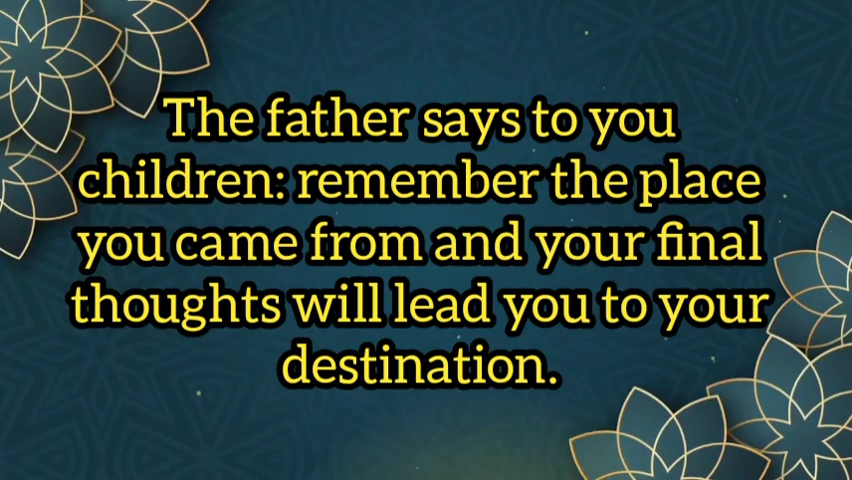 The father says to you
children: remember the place
you came from and your final
thoughts will lead you to your
destination.